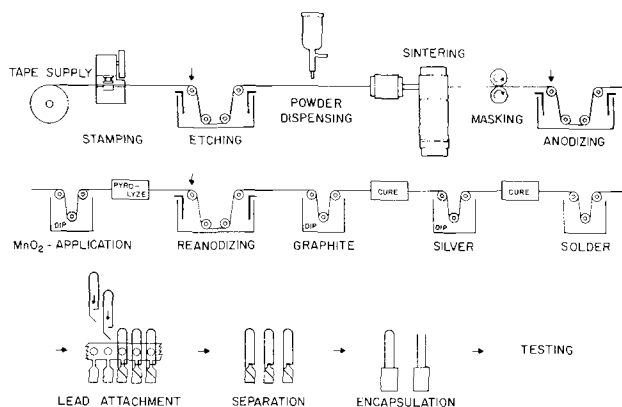 TAPE SUPPLY
STAMPING
ETCHING
POWDER
DISPENSING
SINTERING
MASKING
ANODIZING
DIP
MnO2 - APPLICATION
PYRO-
LYZE
REANODIZING
DIP
GRAPHITE
CURE
DIP
SILVER
CURE
SOLDER
LEAD ATTACHMENT
SEPARATION
ENCAPSULATION
TESTING